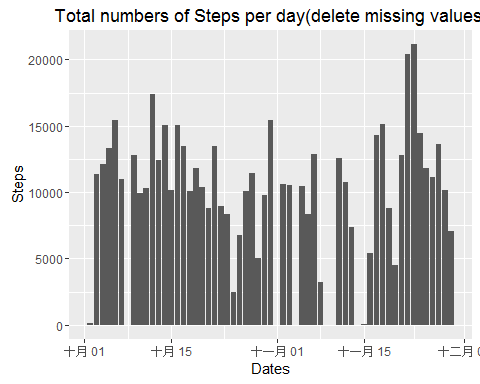 Total numbers of Steps per day(delete missing values
20000
15000
10000
5000
0
Steps
十月 01 十月 15 十一月 01 十一月 15 十二月 0
Dates